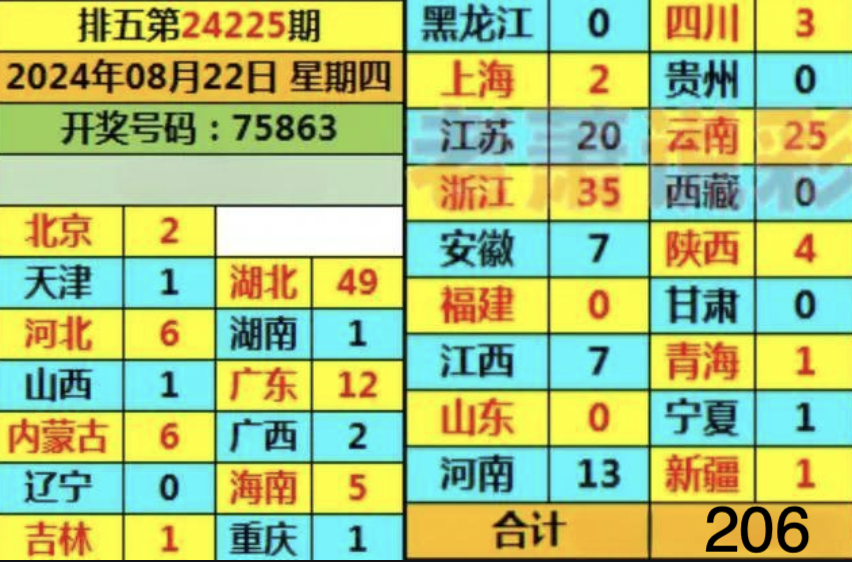 排五第24225期
2024年08月22日 星期四
开奖号码：75863
北京 2
天津 1 湖北 49
河北 6 湖南 1
山西 1 广东 12
内蒙古 6 广西 2
辽宁 0 海南 5
吉林 1 重庆 1
黑龙江 0 四川 3
上海 2 贵州 0
江苏 20 云南 25
浙江 35 西藏 0
安徽 7 陕西 4
福建 0 甘肃 0
江西 7 青海 1
山东 0 宁夏 1
河南 13 新疆 1
合计 206